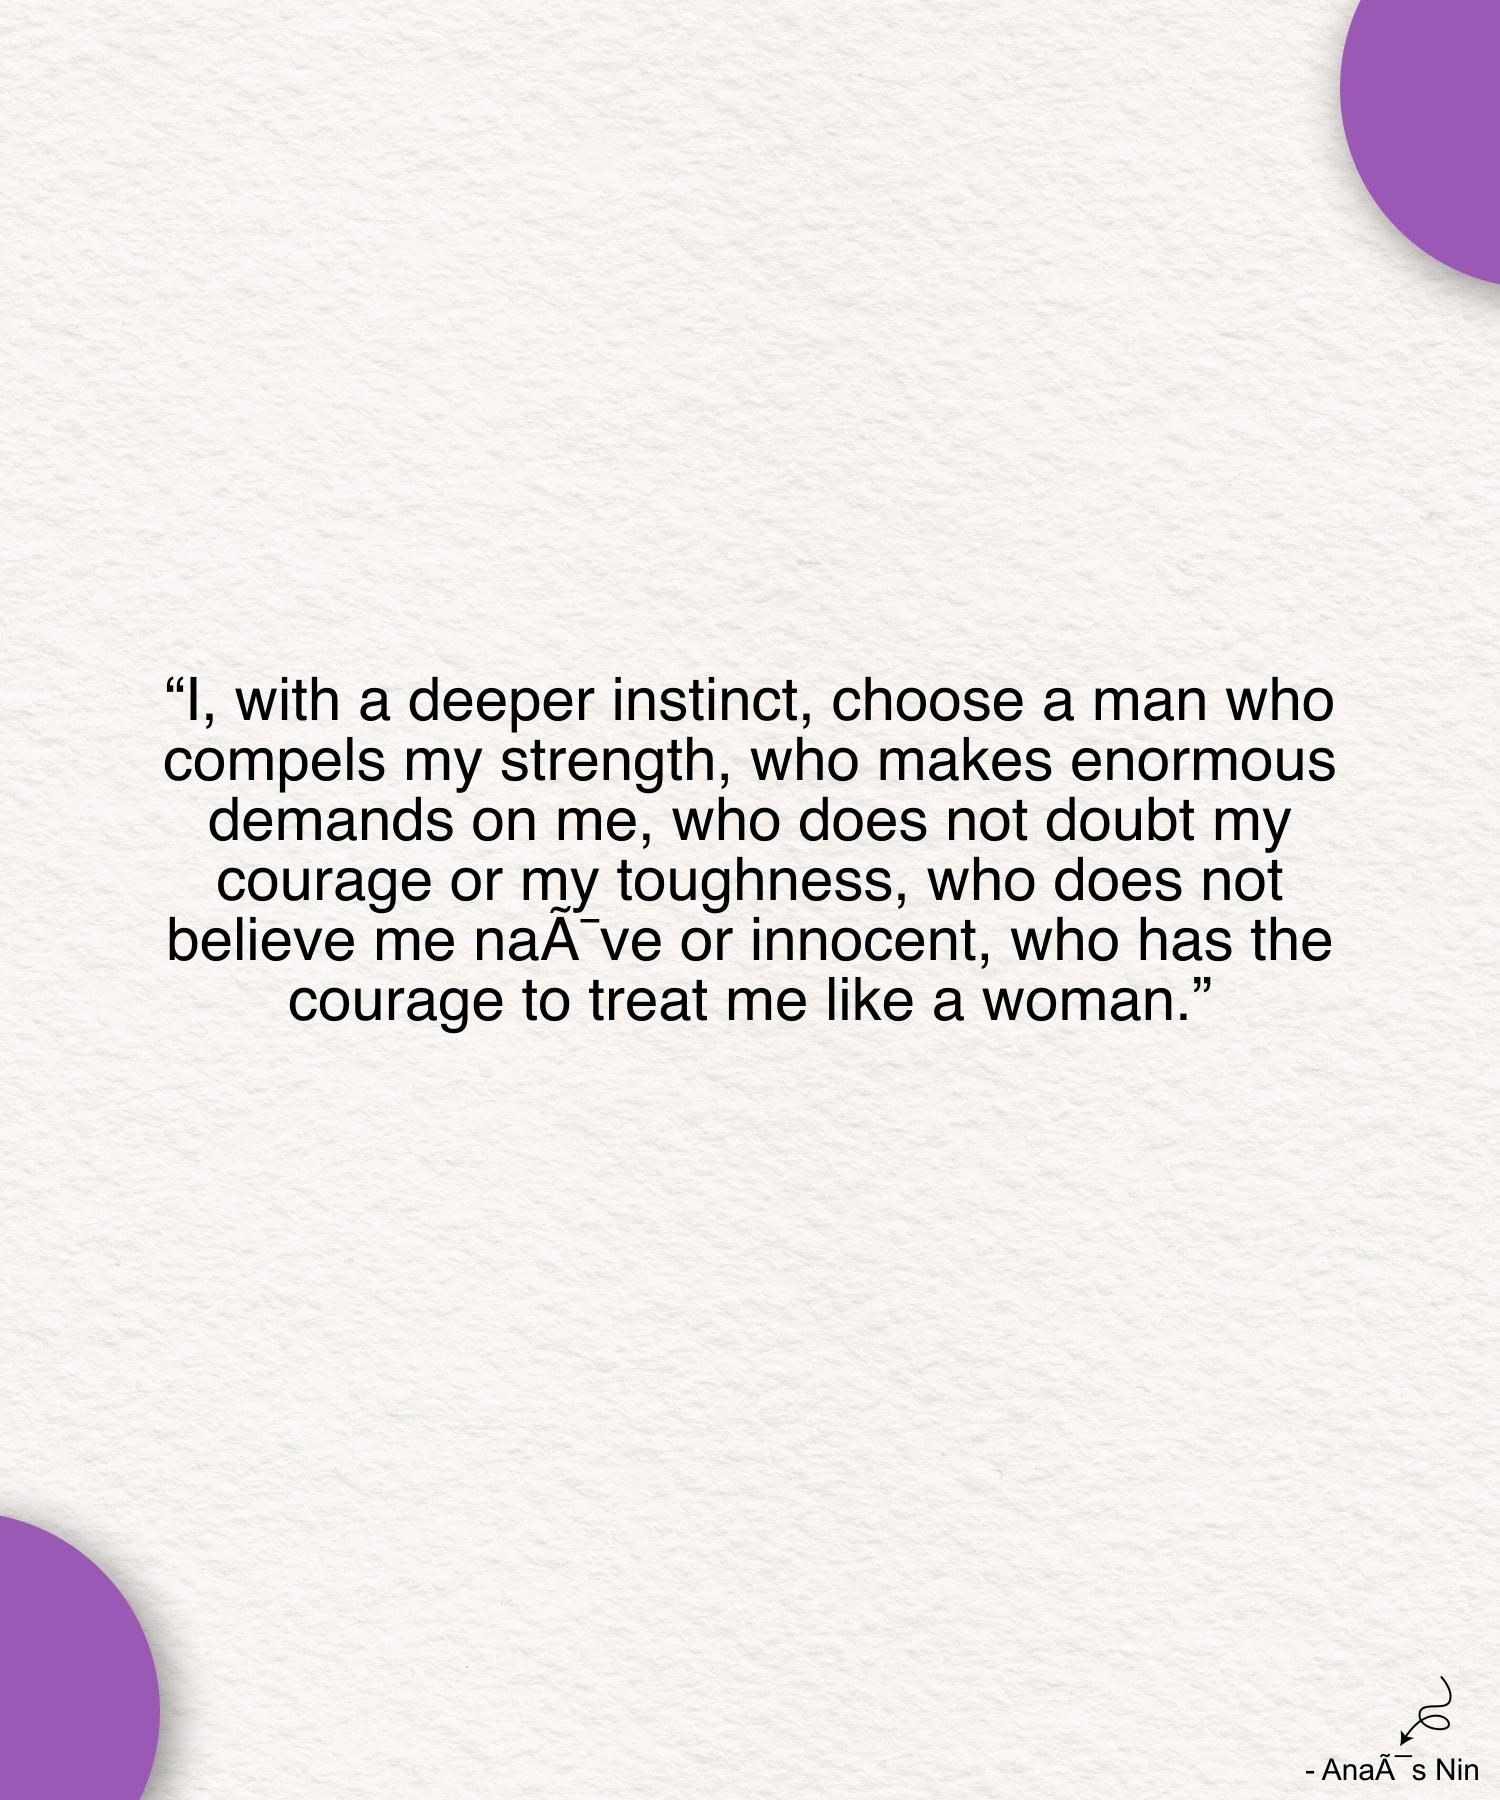 “I, with a deeper instinct, choose a man who
compels my strength, who makes enormous
demands on me, who does not doubt my
courage or my toughness, who does not
believe me naÃ¯ve or innocent, who has the
courage to treat me like a woman.”
- AnaÃ¯s Nin